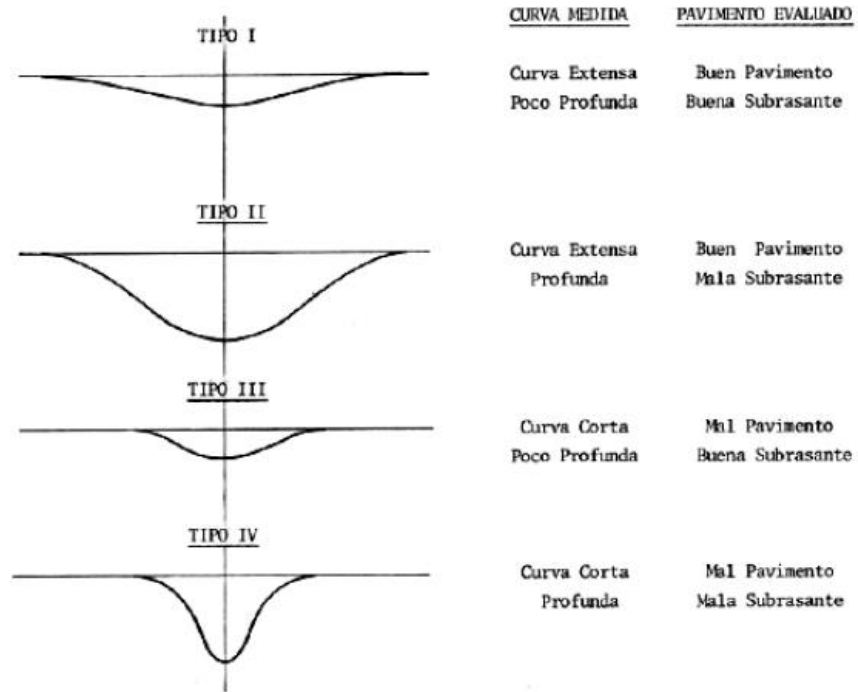 CURVA MEDIDA PAVIMENTO EVALUADO
TIPO I
Curva Extensa Buen Pavimento
Poco Profunda Buena Subrasante
TIPO II
Curva Extensa Buen Pavimento
Profunda Mala Subrasante
TIPO III
Curva Corta Mal Pavimento
Poco Profunda Buena Subrasante
TIPO IV
Curva Corta Mal Pavimento
Profunda Mala Subrasante